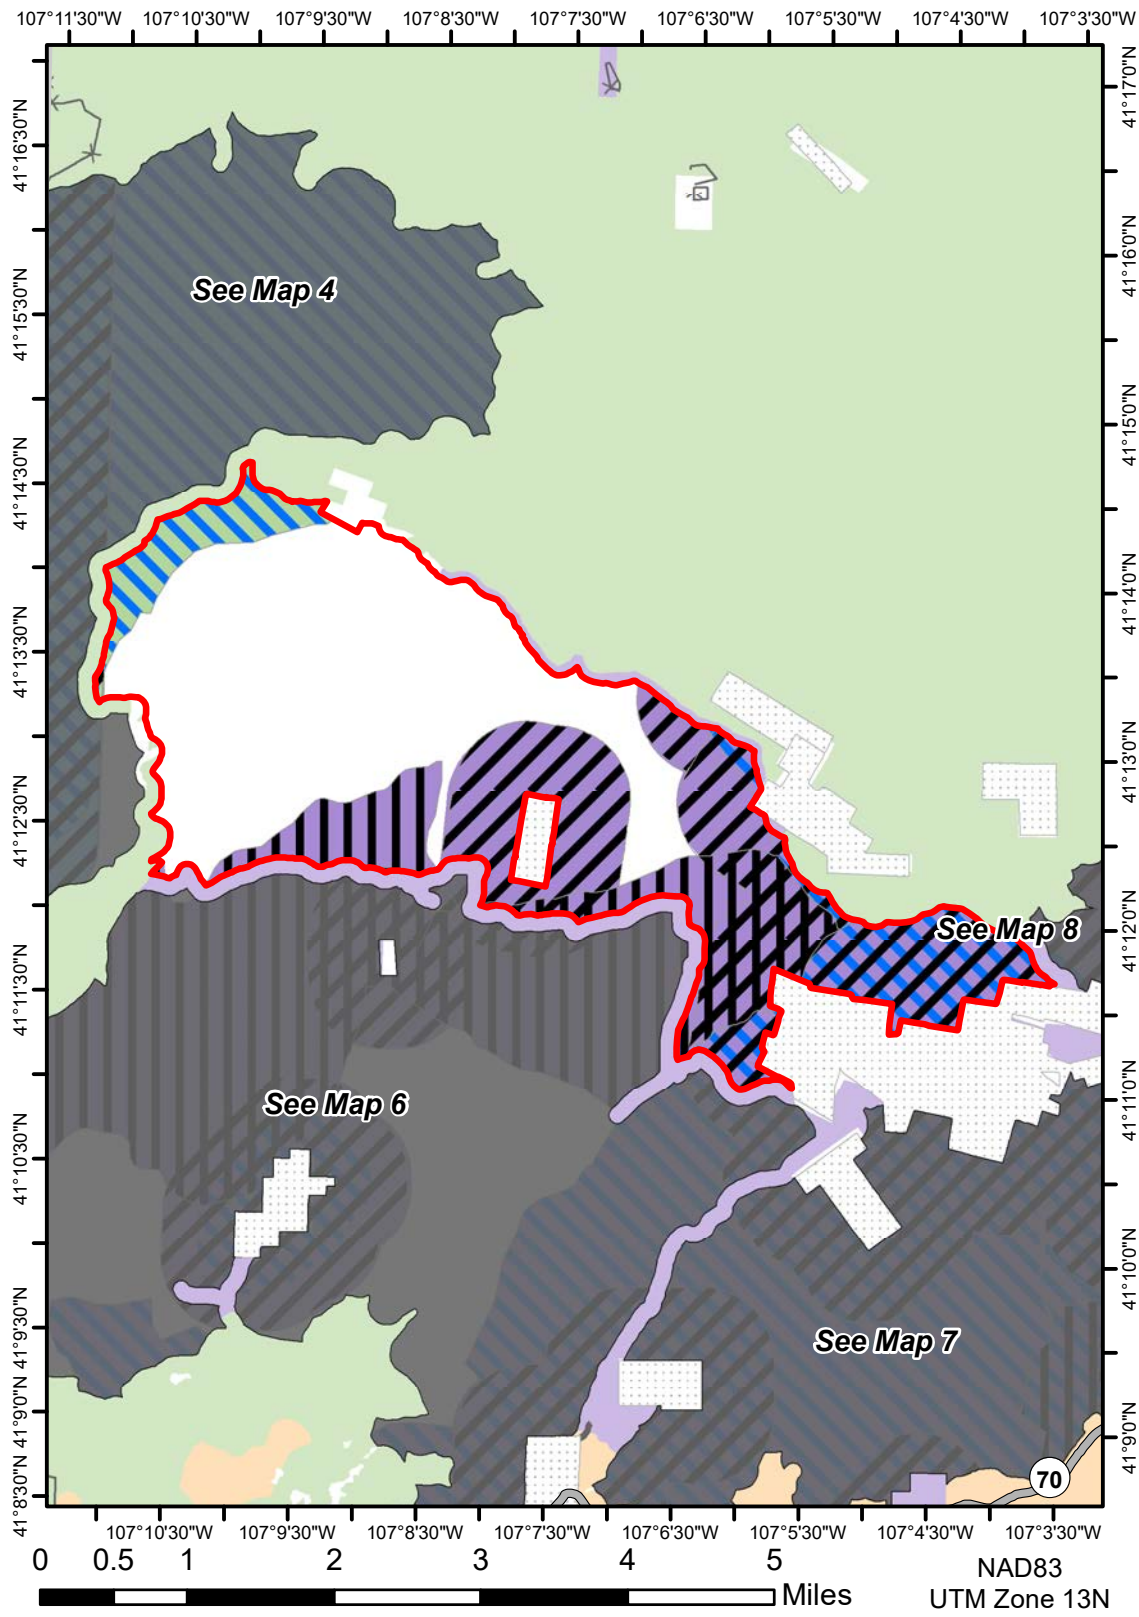 107°11'30"W 107°10'30"W 107°9'30"W 107°8'30"W 107°7'30"W 107°6'30"W 107°5'30"W 107°4'30"W 107°3'30"W
41°17'0"N
41°16'30"N
41°16'0"N
See Map 4
41°15'30"N
41°15'0"N
41°14'30"N
41°14'0"N
41°13'30"N
41°13'0"N
41°12'30"N
41°12'0"N
See Map 8
41°11'30"N
41°11'0"N
See Map 6
41°10'30"N
41°10'0"N
41°9'30"N
See Map 7
41°9'0"N
41°9'0"N
41°8'30"N
70
107°10'30"W 107°9'30"W 107°8'30"W 107°7'30"W 107°6'30"W 107°5'30"W 107°4'30"W 107°3'30"W
0 0.5 1 2 3 4 5
Miles
NAD83
UTM Zone 13N